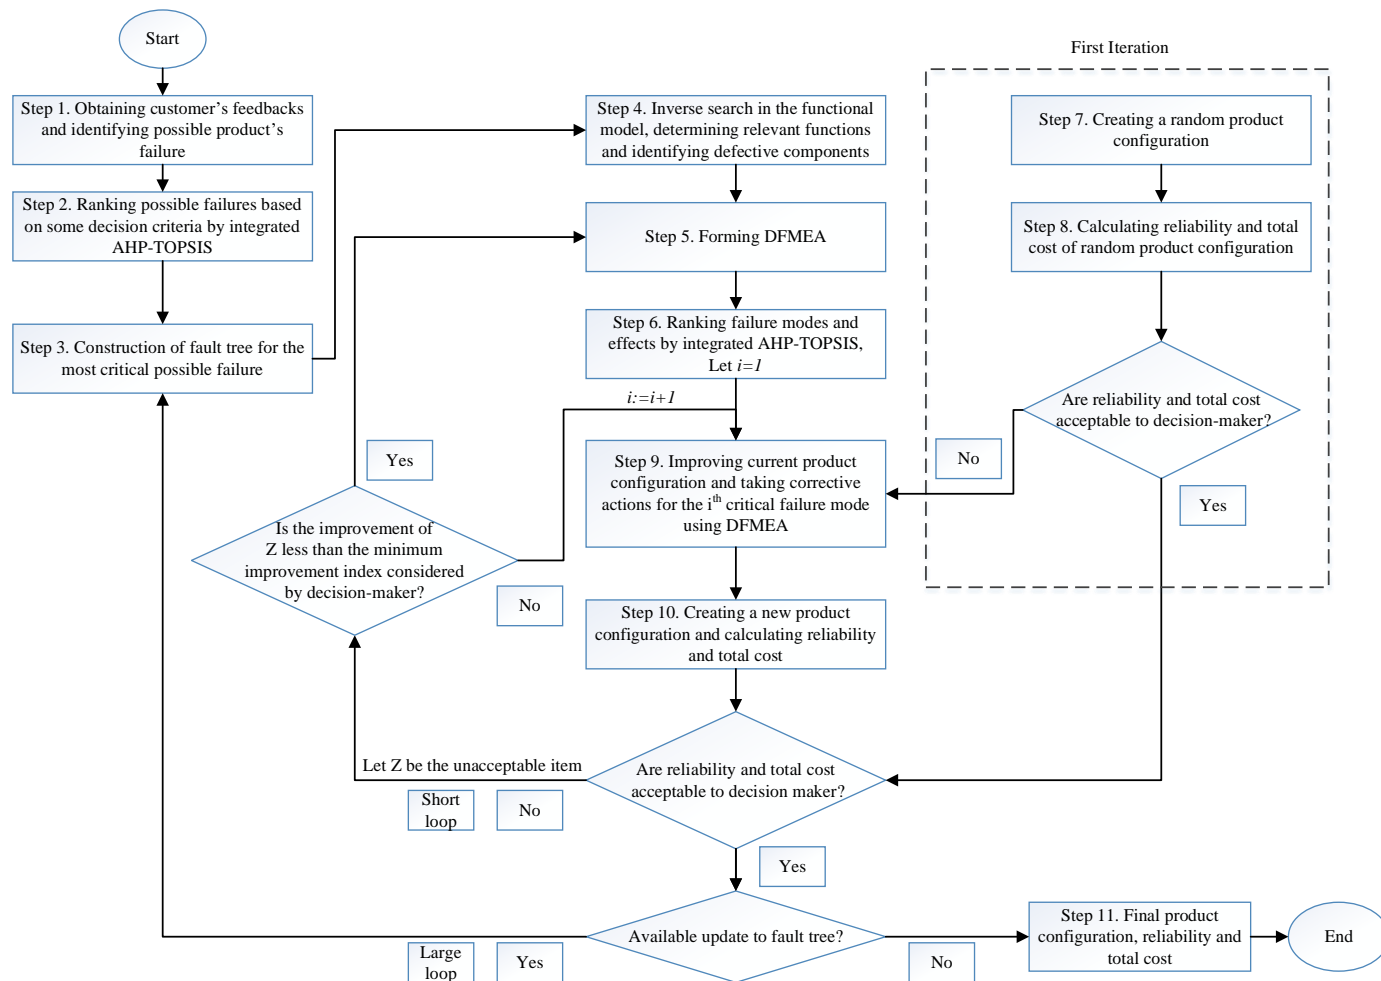 Start
First Iteration
Step 1. Obtaining customer's feedbacks
and identifying possible product's
failure
Step 2. Ranking possible failures based
on some decision criteria by integrated
AHP-TOPSIS
Step 3. Construction of fault tree for the
most critical possible failure
Step 4. Inverse search in the functional
model, determining relevant functions
and identifying defective components
Step 5. Forming DFMEA
Step 6. Ranking failure modes and
effects by integrated AHP-TOPSIS,
Let i=1
i:=i+1
Step 7. Creating a random product
configuration
Step 8. Calculating reliability and total
cost of random product configuration
Are reliability and total cost
acceptable to decision-maker?
No
Yes
Step 9. Improving current product
configuration and taking corrective
actions for the ith critical failure mode
using DFMEA
Yes
Is the improvement of
Z less than the minimum
improvement index considered
by decision-maker?
No
Step 10. Creating a new product
configuration and calculating reliability
and total cost
Let Z be the unacceptable item
Short
loop
No
Are reliability and total cost
acceptable to decision maker?
Yes
Available update to fault tree?
Large
loop
Yes
No
Step 11. Final product
configuration, reliability and
total cost
End